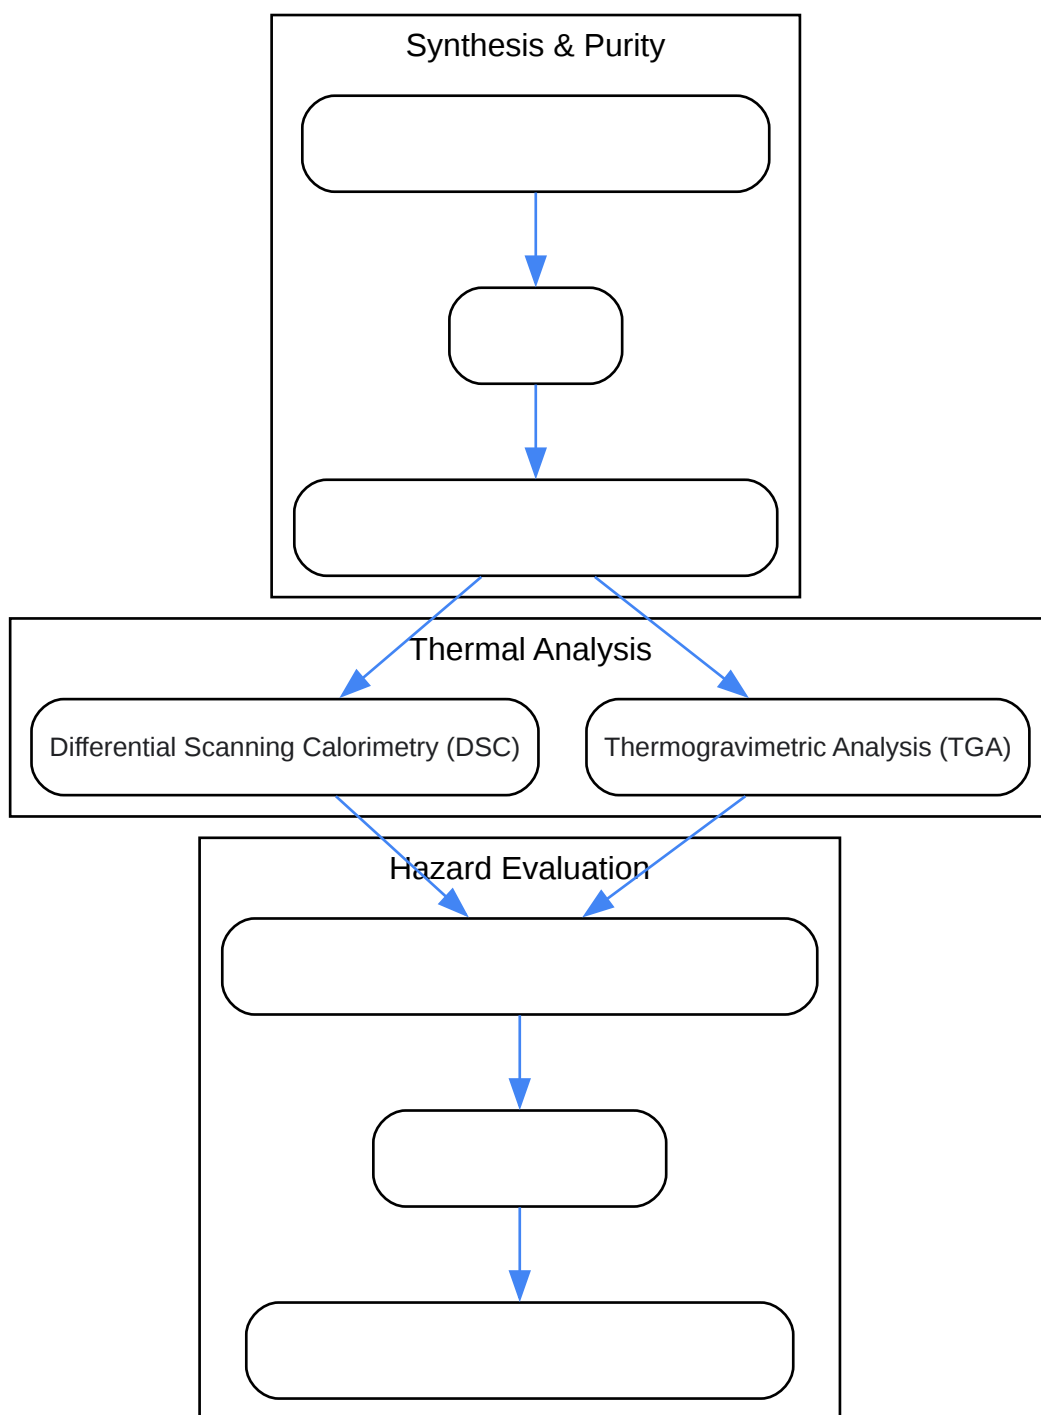 Synthesis & Purity
Thermal Analysis
Differential Scanning Calorimetry (DSC)
Thermogravimetric Analysis (TGA)
Hazard Evaluation